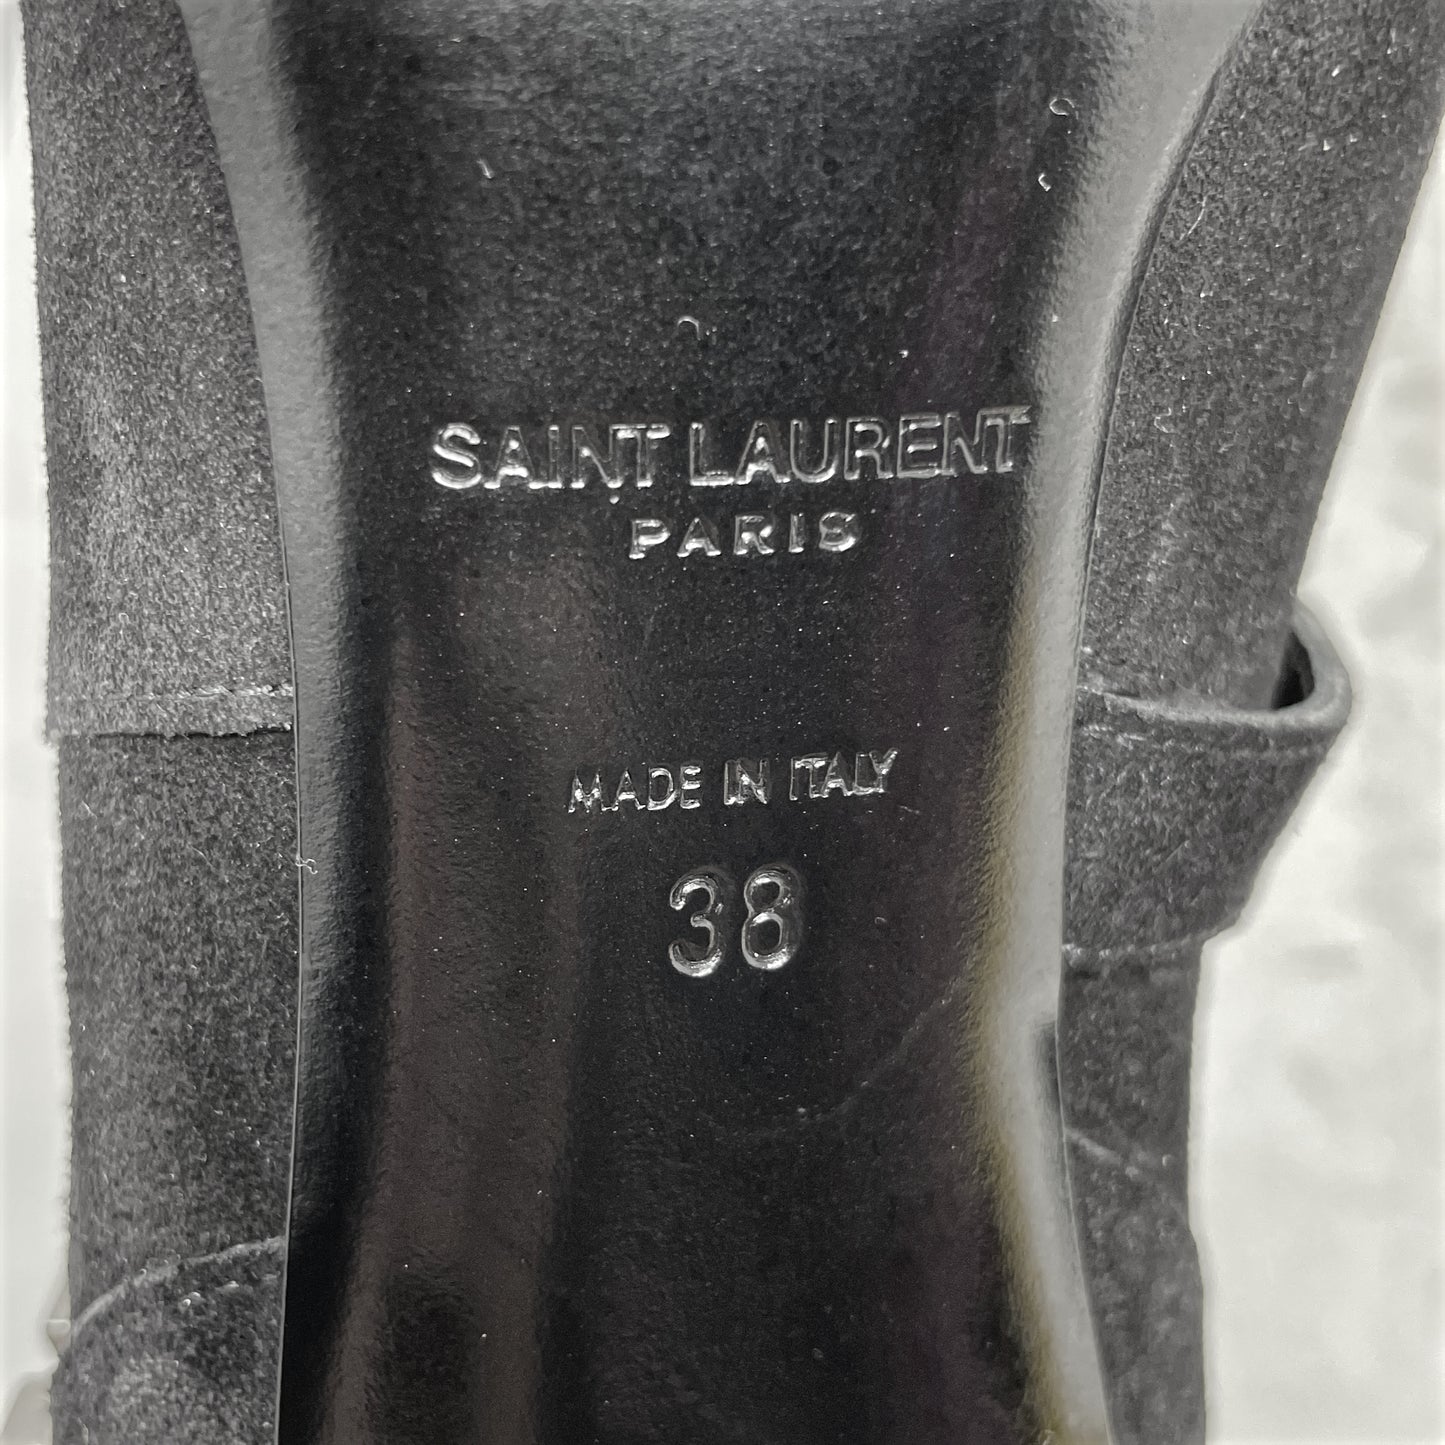 SAINT LAURENT
PARIS
MADE IN ITALY
38